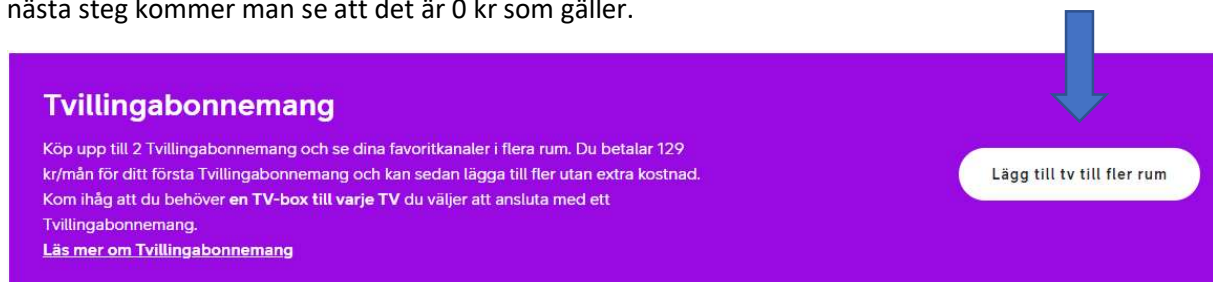 nästa steg kommer man se att det är 0 kr som gäller.
Tvillingabonnemang
Köp upp till 2 Tvillingabonnemang och se dina favoritkanaler i flera rum. Du betalar 129
kr/mån för ditt första Tvillingabonnemang och kan sedan lägga till fler utan extra kostnad.
Kom ihåg att du behöver en TV-box till varje TV du väljer att ansluta med ett
Tvillingabonnemang.
Läs mer om Tvillingabonnemang
Lägg till tv till fler rum